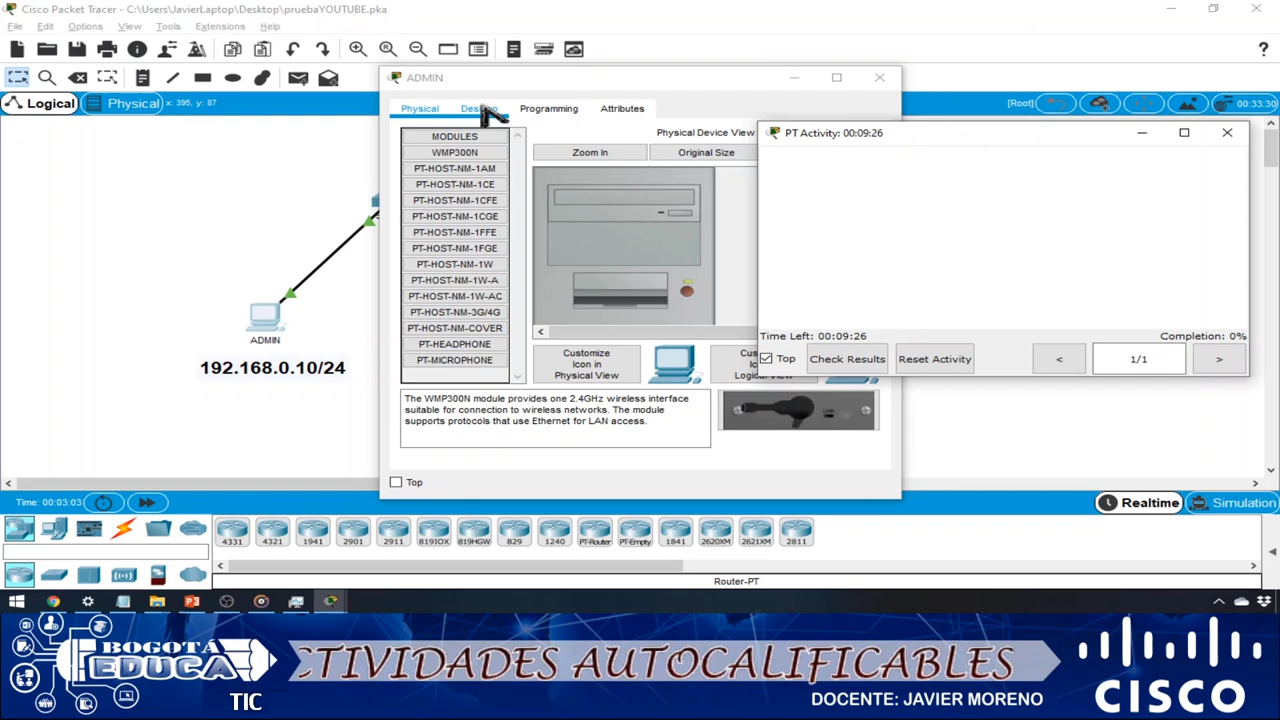 Cisco Packet Tracer - C:\Users\JavierLaptop\Desktop\pruebaYOUTUBE.pka
File Edit Options View Tools Extensions Help
?
Logical Physical x: 395, y: 87
[Root] 00:33:30
ADMIN
Physical Desktop Programming Attributes
MODULES
WMP300N
PT-HOST-NM-1AM
PT-HOST-NM-1CE
PT-HOST-NM-1CFE
PT-HOST-NM-1CGE
PT-HOST-NM-1FFE
PT-HOST-NM-1FGE
PT-HOST-NM-1W
PT-HOST-NM-1W-A
PT-HOST-NM-1W-AC
PT-HOST-NM-3G/4G
PT-HOST-NM-COVER
PT-HEADPHONE
PT-MICROPHONE
Physical Device View
Zoom In Original Size
Customize
Icon in
Physical View
The WMP300N module provides one 2.4GHz wireless interface
suitable for connection to wireless networks. The module
supports protocols that use Ethernet for LAN access.
Top
PT Activity: 00:09:26
Time Left: 00:09:26 Completion: 0%
Top Check Results Reset Activity < 1/1 >
ADMIN
192.168.0.10/24
Time: 00:03:03 Realtime Simulation
4331 4321 1941 2901 2911 819IOX 819HGW 829 1240 PT-Router PT-Empty 1841 2620XM 2621XM 2811
Router-PT
BOGOTÁ
EDUCA
TIC
CTIVIDADES AUTOCALIFICABLES
DOCENTE: JAVIER MORENO
CISCO